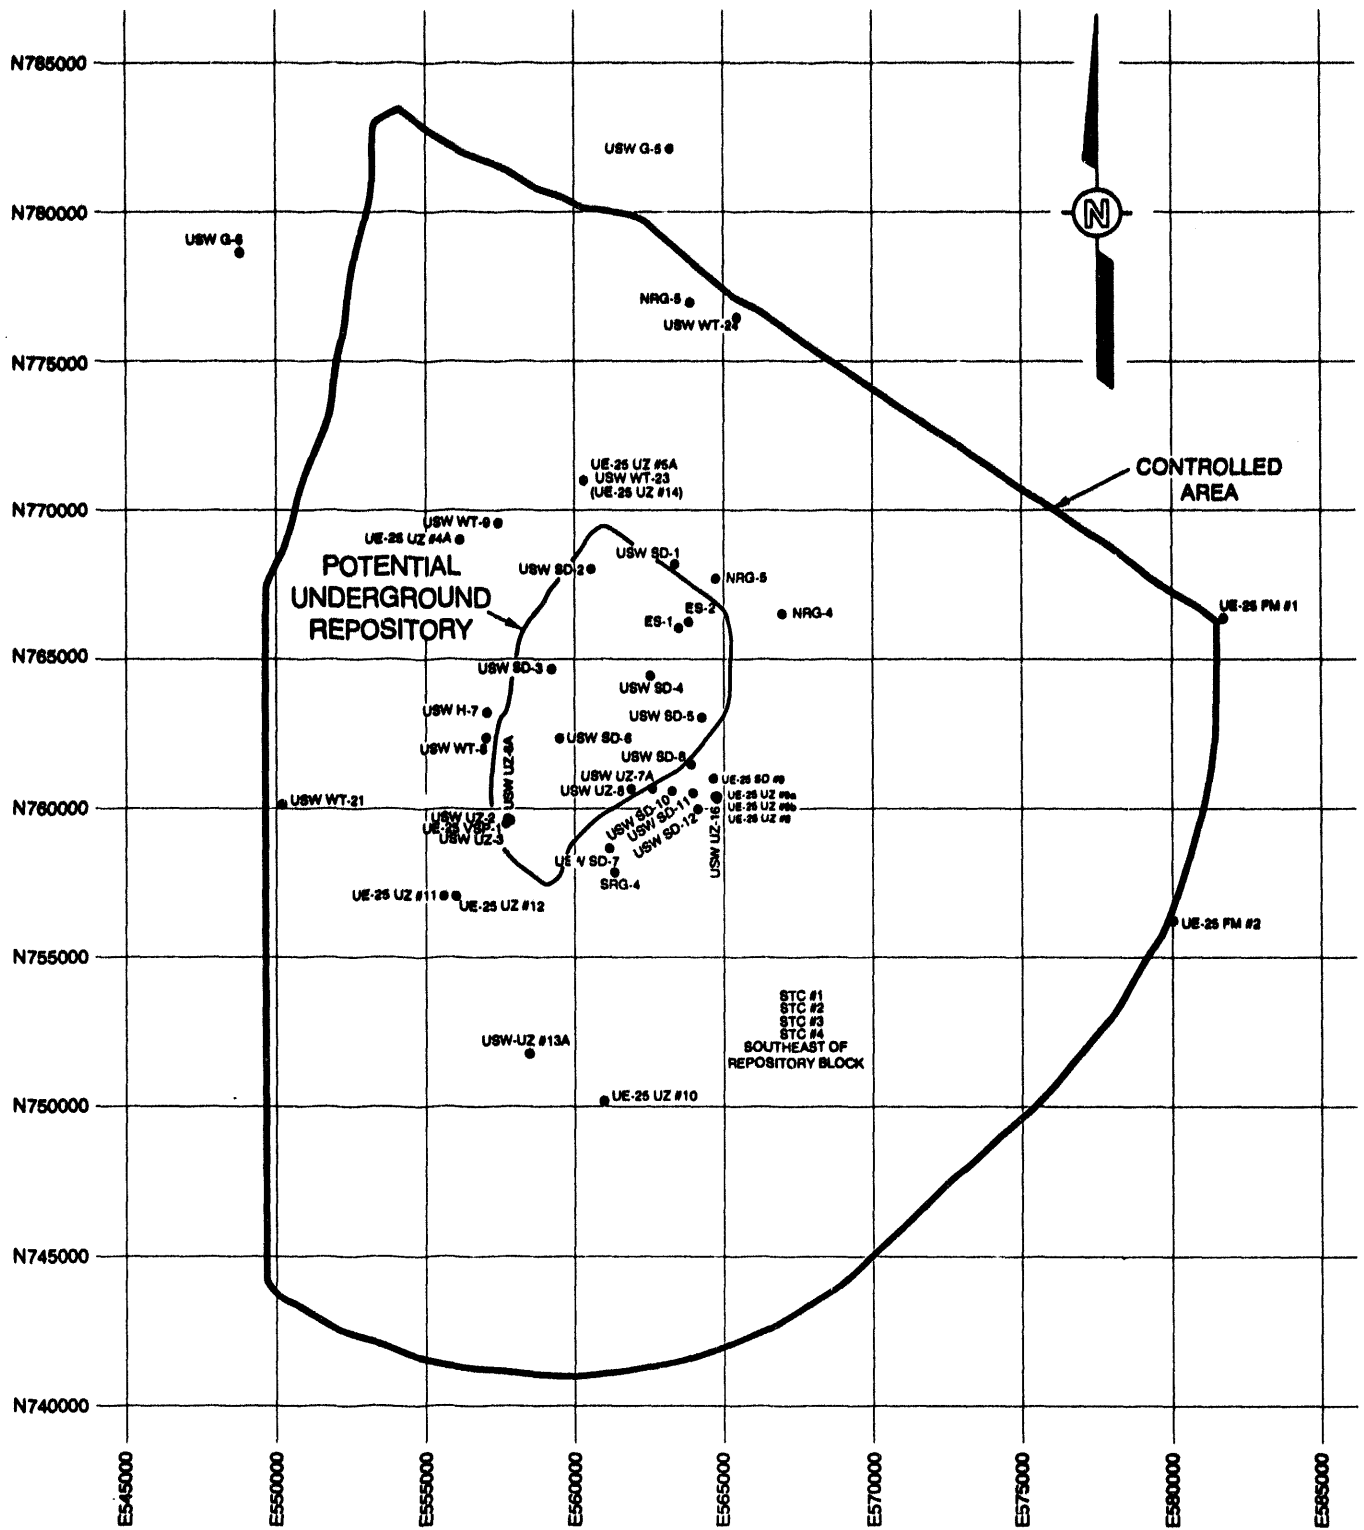 N785000
USW G-5
N780000
N
USW G-6
NRG-5
USW WT-24
N775000
UE-25 UZ #5A
USW WT-23
(UE-25 UZ #14)
CONTROLLED
AREA
N770000
USW WT-9
UE-25 UZ #4A
POTENTIAL
UNDERGROUND
REPOSITORY
USW SD-1
USW SD-2
NRG-5
ES-2
ES-1
NRG-4
UE-25 FM #1
N765000
USW SD-3
USW SD-4
USW H-7
USW SD-5
USW WT-8
USW SD-6
USW UZ-6A
USW SD-8
USW UZ-7A
USW UZ-8
UE-25 SD #9
UE-25 UZ #9a
UE-25 UZ #9b
UE-25 UZ #9
N760000
USW WT-21
USW UZ-2
UE-25 VSP-1
USW UZ-3
USW SD-10
USW SD-11
USW SD-12
USW UZ-16
USW SD-7
SRG-4
UE-25 UZ #11
UE-25 UZ #12
UE-25 FM #2
N755000
STC #1
STC #2
STC #3
STC #4
SOUTHEAST OF
REPOSITORY BLOCK
USW-UZ #13A
N750000
UE-25 UZ #10
N745000
N740000
E545000
E550000
E555000
E560000
E565000
E570000
E575000
E580000
E585000